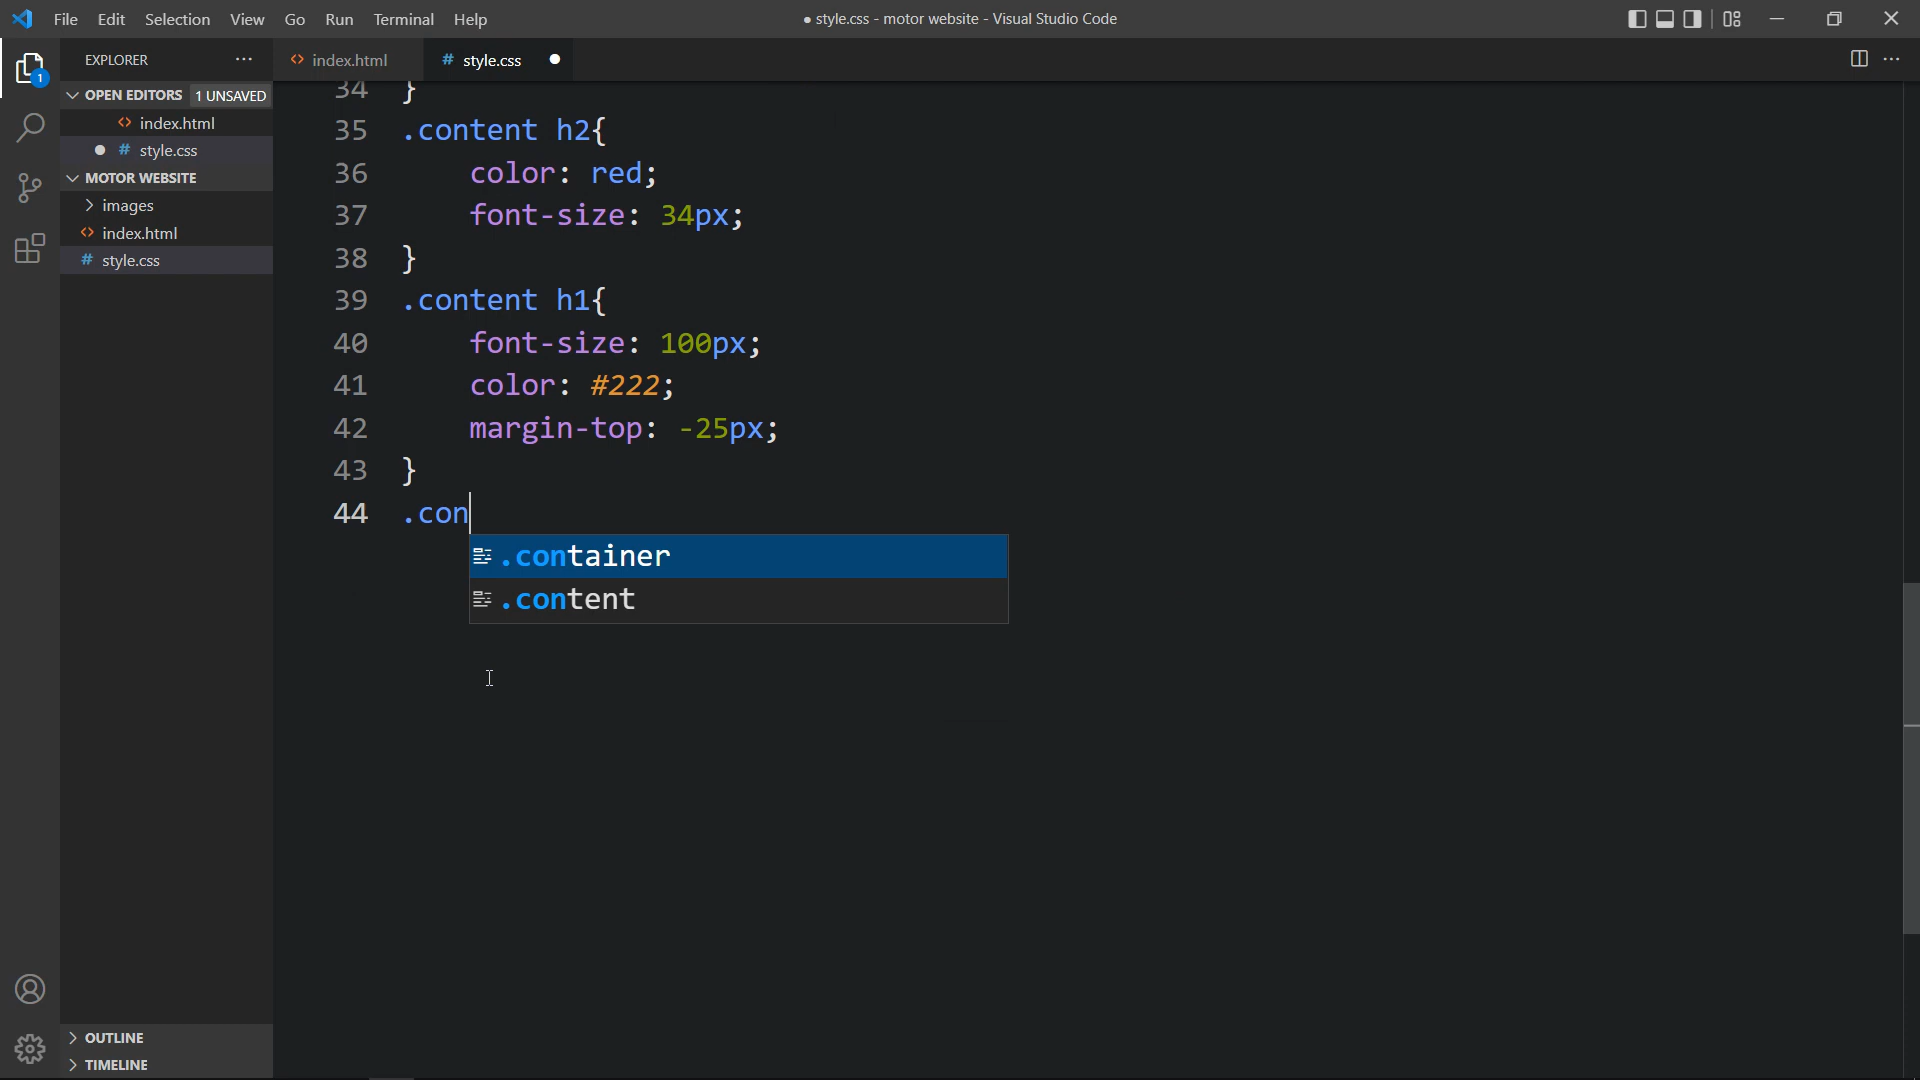 File Edit Selection View Go Run Terminal Help
● style.css - motor website - Visual Studio Code
EXPLORER
index.html
# style.css
OPEN EDITORS 1 UNSAVED
index.html
# style.css
MOTOR WEBSITE
images
index.html
# style.css
OUTLINE
TIMELINE
1
34 }
35 .content h2{
36 color: red;
37 font-size: 34px;
38 }
39 .content h1{
40 font-size: 100px;
41 color: #222;
42 margin-top: -25px;
43 }
44 .con
.container
.content